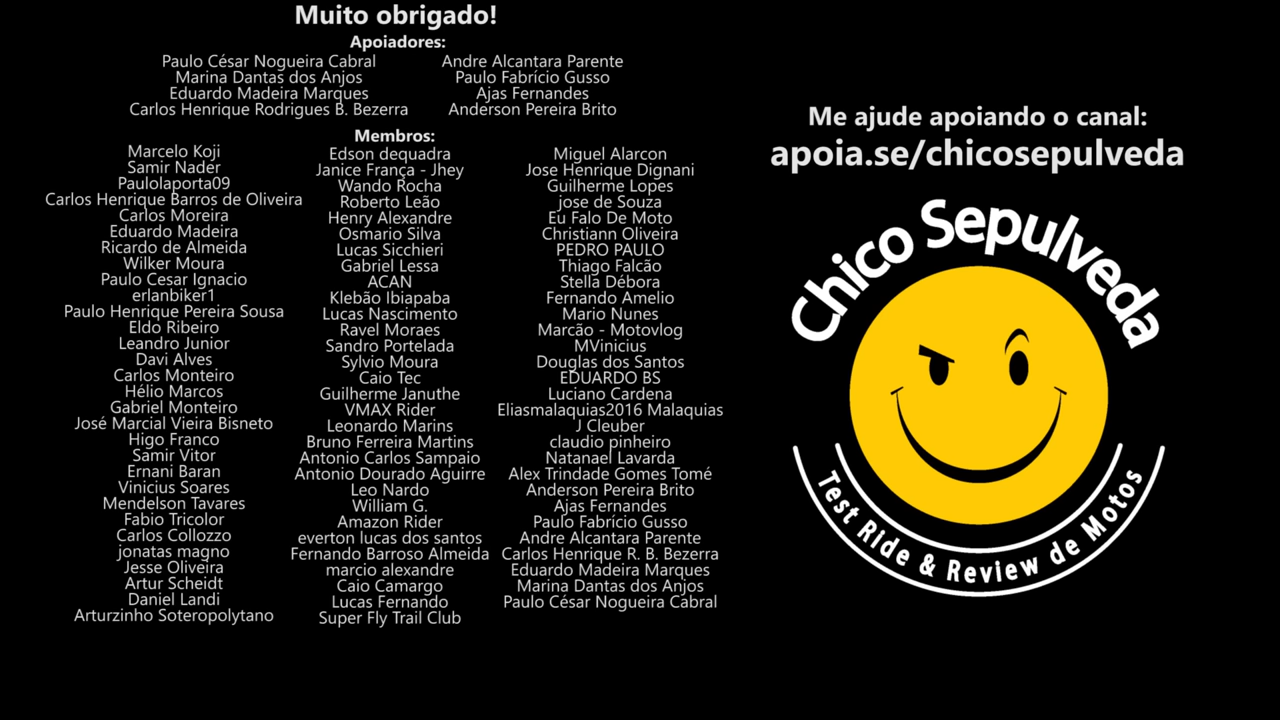 Muito obrigado!
Apoiadores:
Paulo César Nogueira Cabral
Marina Dantas dos Anjos
Eduardo Madeira Marques
Carlos Henrique Rodrigues B. Bezerra
Andre Alcantara Parente
Paulo Fabrício Gusso
Ajas Fernandes
Anderson Pereira Brito
Membros:
Marcelo Koji
Samir Nader
Paulolaporta09
Carlos Henrique Barros de Oliveira
Carlos Moreira
Eduardo Madeira
Ricardo de Almeida
Wilker Moura
Paulo Cesar Ignacio
erlanbiker1
Paulo Henrique Pereira Sousa
Eldo Ribeiro
Leandro Junior
Davi Alves
Carlos Monteiro
Hélio Marcos
Gabriel Monteiro
José Marcial Vieira Bisneto
Higo Franco
Samir Vitor
Ernani Baran
Vinicius Soares
Mendelson Tavares
Fabio Tricolor
Carlos Collozzo
jonatas magno
Jesse Oliveira
Artur Scheidt
Daniel Landi
Arturzinho Soteropolytano
Edson dequadra
Janice França - Jhey
Wando Rocha
Roberto Leão
Henry Alexandre
Osmario Silva
Lucas Sicchieri
Gabriel Lessa
ACAN
Klebão Ibiapaba
Lucas Nascimento
Ravel Moraes
Sandro Portelada
Sylvio Moura
Caio Tec
Guilherme Januthe
VMAX Rider
Leonardo Marins
Bruno Ferreira Martins
Antonio Carlos Sampaio
Antonio Dourado Aguirre
Leo Nardo
William G.
Amazon Rider
everton lucas dos santos
Fernando Barroso Almeida
marcio alexandre
Caio Camargo
Lucas Fernando
Super Fly Trail Club
Miguel Alarcon
Jose Henrique Dignani
Guilherme Lopes
jose de Souza
Eu Falo De Moto
Christiann Oliveira
PEDRO PAULO
Thiago Falcão
Stella Débora
Fernando Amelio
Mario Nunes
Marcão - Motovlog
MVinicius
Douglas dos Santos
EDUARDO BS
Luciano Cardena
Eliasmalaquias2016 Malaquias
J Cleuber
claudio pinheiro
Natanael Lavarda
Alex Trindade Gomes Tomé
Anderson Pereira Brito
Ajas Fernandes
Paulo Fabrício Gusso
Andre Alcantara Parente
Carlos Henrique R. B. Bezerra
Eduardo Madeira Marques
Marina Dantas dos Anjos
Paulo César Nogueira Cabral
Me ajude apoiando o canal:
apoia.se/chicosepulveda
Chico Sepulveda
Test Ride & Review de Motos